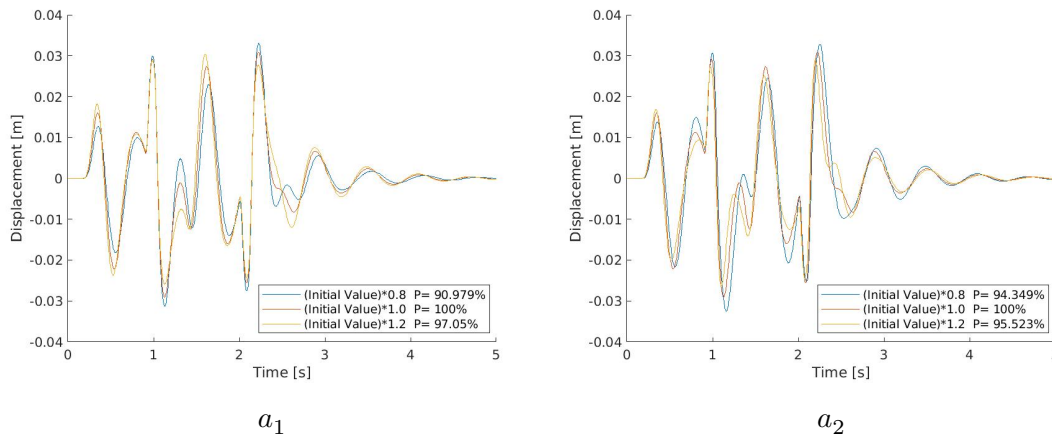 0.04
0.03
0.02
0.01
0
-0.01
-0.02
-0.03
-0.04
Displacement [m]
(Initial Value)*0.8 P= 90.979%
(Initial Value)*1.0 P= 100%
(Initial Value)*1.2 P= 97.05%
0 1 2 3 4 5
Time [s]
a1
0.04
0.03
0.02
0.01
0
-0.01
-0.02
-0.03
-0.04
Displacement [m]
(Initial Value)*0.8 P= 94.349%
(Initial Value)*1.0 P= 100%
(Initial Value)*1.2 P= 95.523%
0 1 2 3 4
Time [s]
a2